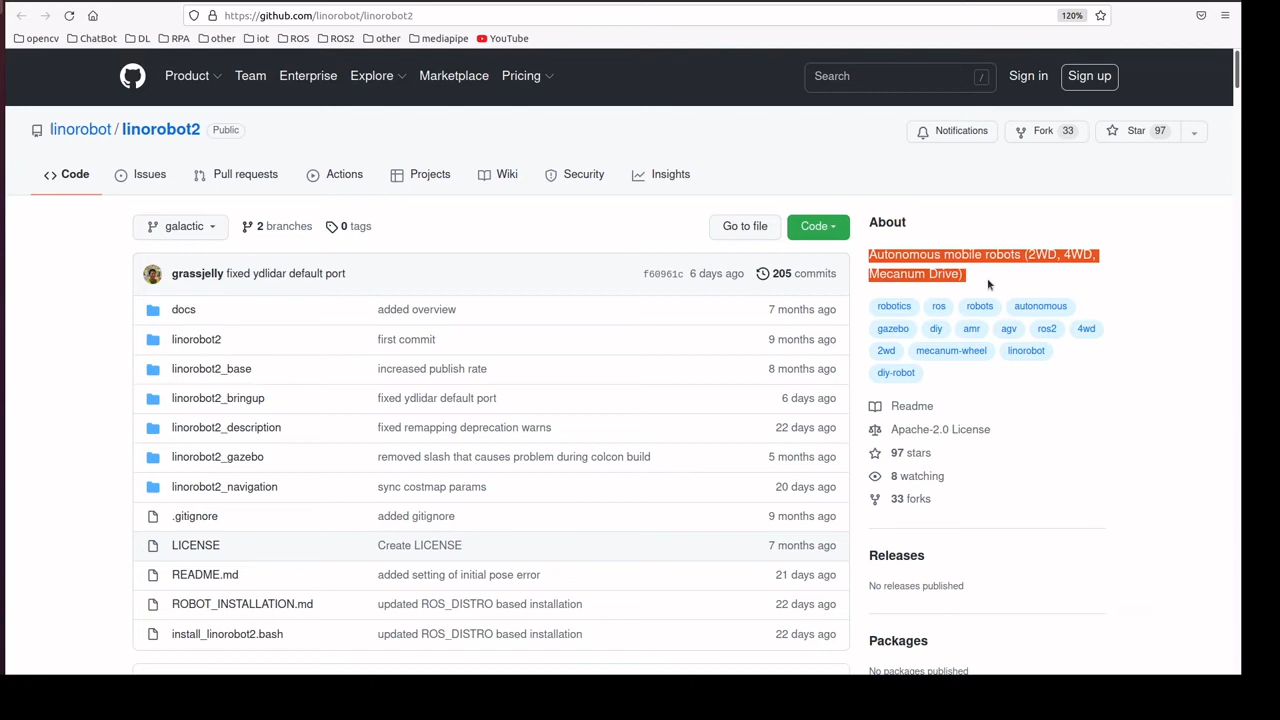 https://github.com/linorobot/linorobot2
120%
opencv ChatBot DL RPA other iot ROS ROS2 other mediapipe YouTube
Product Team Enterprise Explore Marketplace Pricing Search / Sign in Sign up
linorobot / linorobot2 Public
Notifications Fork 33 Star 97
Code Issues Pull requests Actions Projects Wiki Security Insights
galactic 2 branches 0 tags Go to file Code
grassjelly fixed ydlidar default port f60961c 6 days ago 205 commits
docs added overview 7 months ago
linorobot2 first commit 9 months ago
linorobot2_base increased publish rate 8 months ago
linorobot2_bringup fixed ydlidar default port 6 days ago
linorobot2_description fixed remapping deprecation warns 22 days ago
linorobot2_gazebo removed slash that causes problem during colcon build 5 months ago
linorobot2_navigation sync costmap params 20 days ago
.gitignore added gitignore 9 months ago
LICENSE Create LICENSE 7 months ago
README.md added setting of initial pose error 21 days ago
ROBOT_INSTALLATION.md updated ROS_DISTRO based installation 22 days ago
install_linorobot2.bash updated ROS_DISTRO based installation 22 days ago
About
Autonomous mobile robots (2WD, 4WD,
Mecanum Drive)
robotics ros robots autonomous
gazebo diy amr agv ros2 4wd
2wd mecanum-wheel linorobot
diy-robot
Readme
Apache-2.0 License
97 stars
8 watching
33 forks
Releases
No releases published
Packages
No packages published